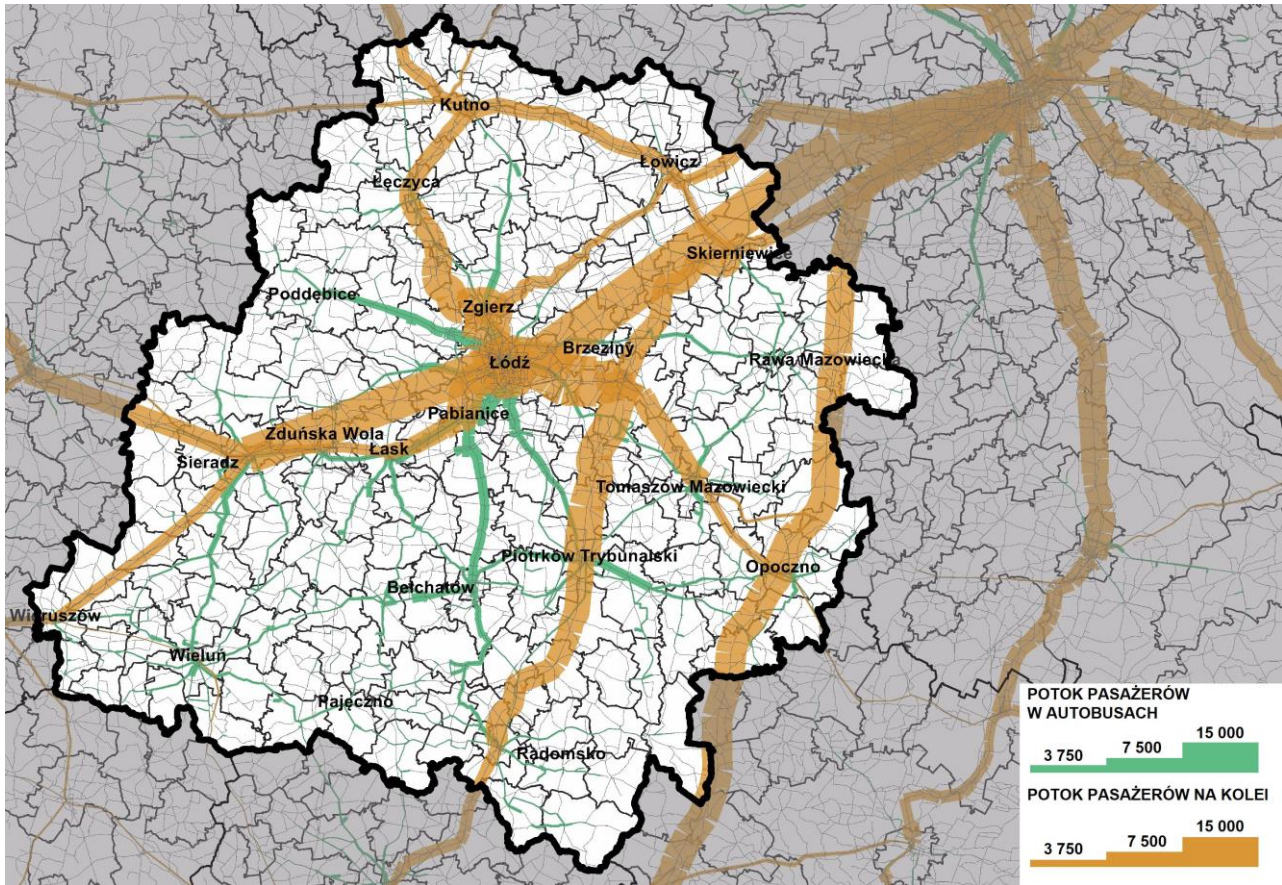 Kutno
Łowicz
Łęczyca
Skierniewice
Poddębice
Zgierz
Łódź
Brzeziny
Rawa Mazowiecka
Pabianice
Zduńska Wola
Łask
Sieradz
Tomaszów Mazowiecki
Piotrków Trybunalski
Opoczno
Bełchatów
Wieruszów
Wieluń
Pajęczno
Radomsko
POTOK PASAŻERÓW
W AUTOBUSACH
3 750
7 500
15 000
POTOK PASAŻERÓW NA KOLEI
3 750
7 500
15 000